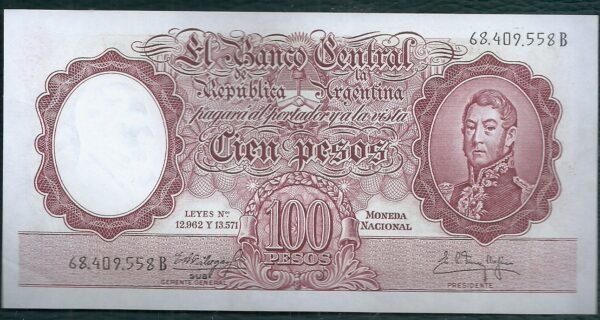 68.409.558 B
El Banco Central
de la
República Argentina
pagará al portador y a la vista
Cien pesos
LEYES Nos.
12.962 Y 13.571
100
PESOS
MONEDA
NACIONAL
68.409.558 B
SUB
GERENTE GENERAL
PRESIDENTE